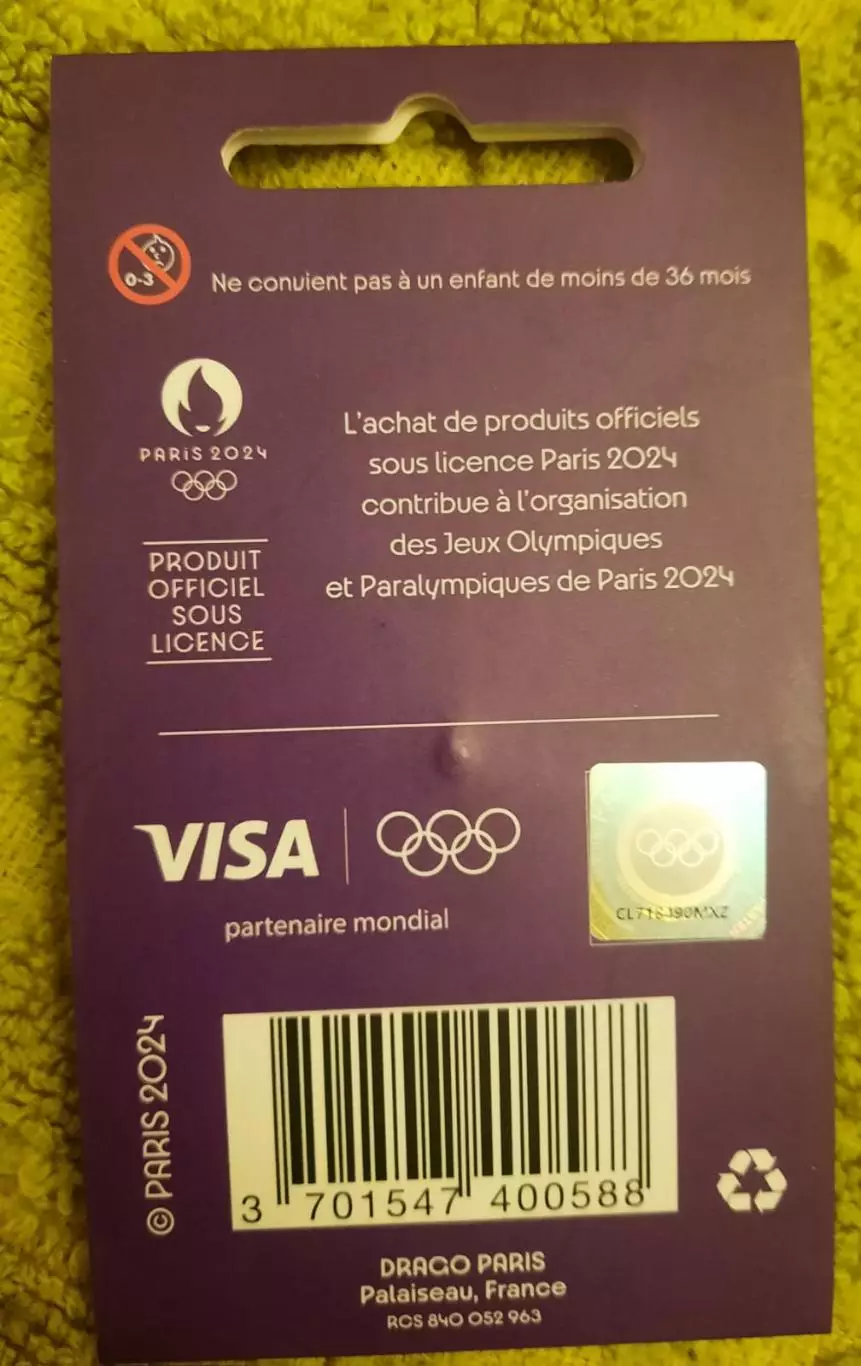 0-3
Ne convient pas à un enfant de moins de 36 mois
PARIS 2024
PRODUIT
OFFICIEL
SOUS
LICENCE
L'achat de produits officiels
sous licence Paris 2024
contribue à l'organisation
des Jeux Olympiques
et Paralympiques de Paris 2024
VISA
partenaire mondial
© PARIS 2024
3 701547 400588
DRAGO PARIS
Palaiseau, France
RCS 840 052 963